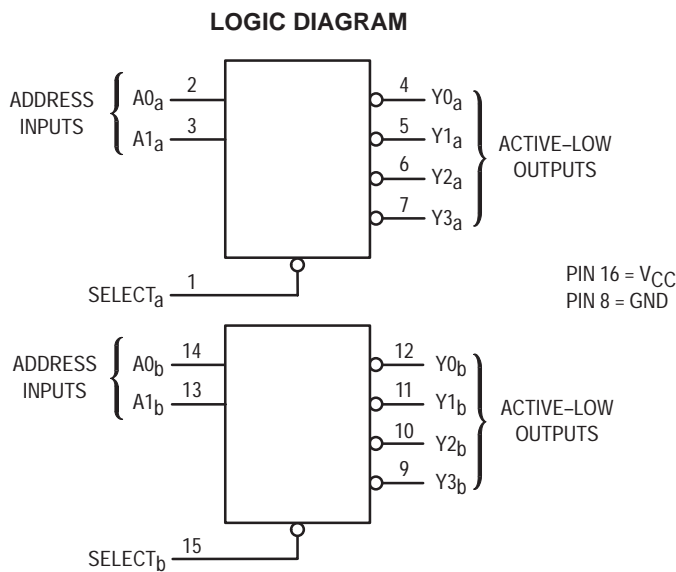 LOGIC DIAGRAM
ADDRESS INPUTS
A0a 2
A1a 3
4 Y0a
5 Y1a
6 Y2a
7 Y3a
ACTIVE–LOW OUTPUTS
SELECTa 1
PIN 16 = VCC
PIN 8 = GND
ADDRESS INPUTS
A0b 14
A1b 13
12 Y0b
11 Y1b
10 Y2b
9 Y3b
ACTIVE–LOW OUTPUTS
SELECTb 15